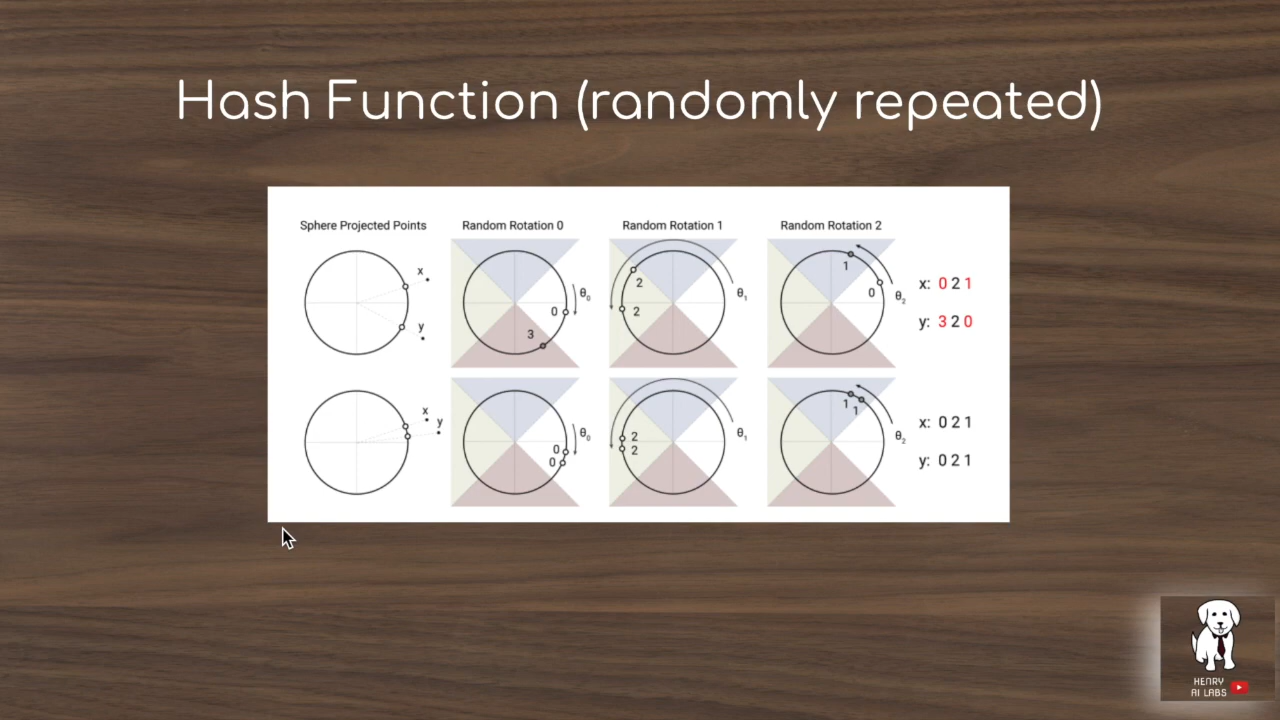 Hash Function (randomly repeated)
Sphere Projected Points
Random Rotation 0
Random Rotation 1
Random Rotation 2
x
y
0
3
θ0
2
2
θ1
1
0
θ2
x: 0 2 1
y: 3 2 0
x
y
0
0
θ0
2
2
θ1
1
1
θ2
x: 0 2 1
y: 0 2 1
HENRY
AI LABS